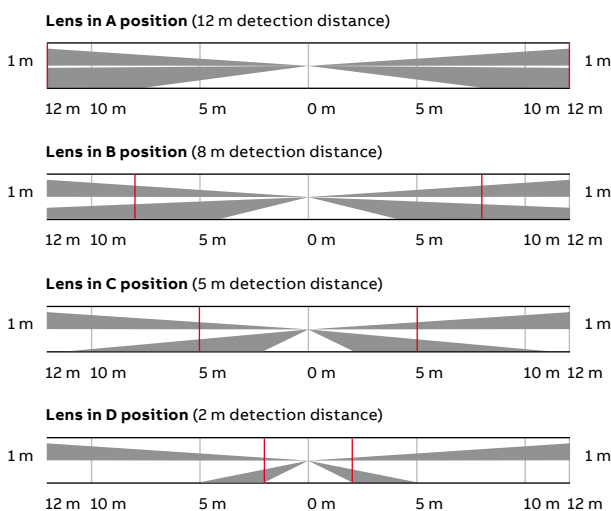 Lens in A position (12 m detection distance)
1 m 1 m
12 m 10 m 5 m 0 m 5 m 10 m 12 m
Lens in B position (8 m detection distance)
1 m 1 m
12 m 10 m 5 m 0 m 5 m 10 m 12 m
Lens in C position (5 m detection distance)
1 m 1 m
12 m 10 m 5 m 0 m 5 m 10 m 12 m
Lens in D position (2 m detection distance)
1 m 1 m
12 m 10 m 5 m 0 m 5 m 10 m 12 m